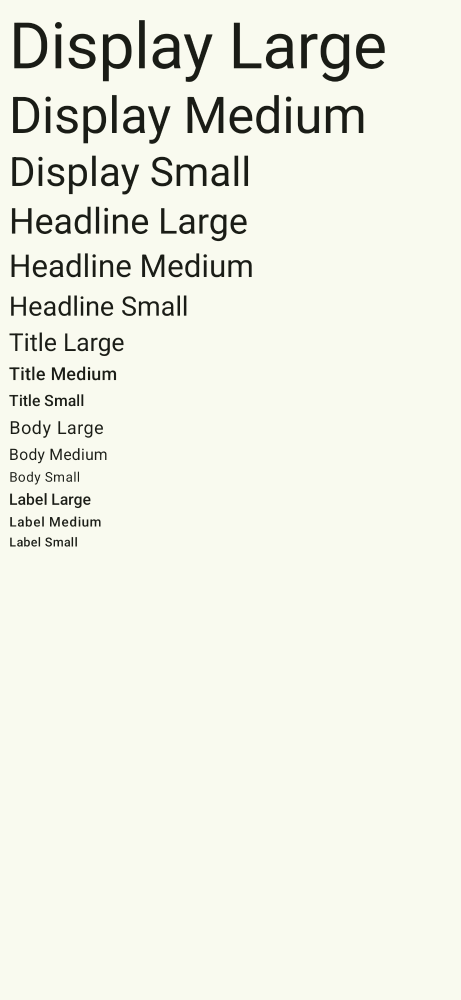 Display Large
Display Medium
Display Small
Headline Large
Headline Medium
Headline Small
Title Large
Title Medium
Title Small
Body Large
Body Medium
Body Small
Label Large
Label Medium
Label Small